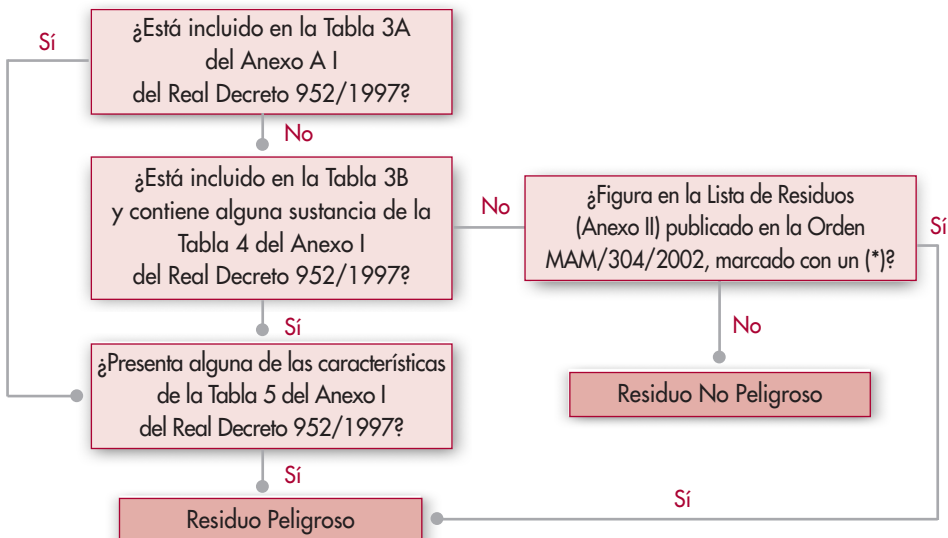 ¿Está incluido en la Tabla 3A
del Anexo A I
del Real Decreto 952/1997?
Sí
No
¿Está incluido en la Tabla 3B
y contiene alguna sustancia de la
Tabla 4 del Anexo I
del Real Decreto 952/1997?
No
¿Figura en la Lista de Residuos
(Anexo II) publicado en la Orden
MAM/304/2002, marcado con un (*)?
Sí
Sí
No
¿Presenta alguna de las características
de la Tabla 5 del Anexo I
del Real Decreto 952/1997?
Residuo No Peligroso
Sí
Sí
Residuo Peligroso